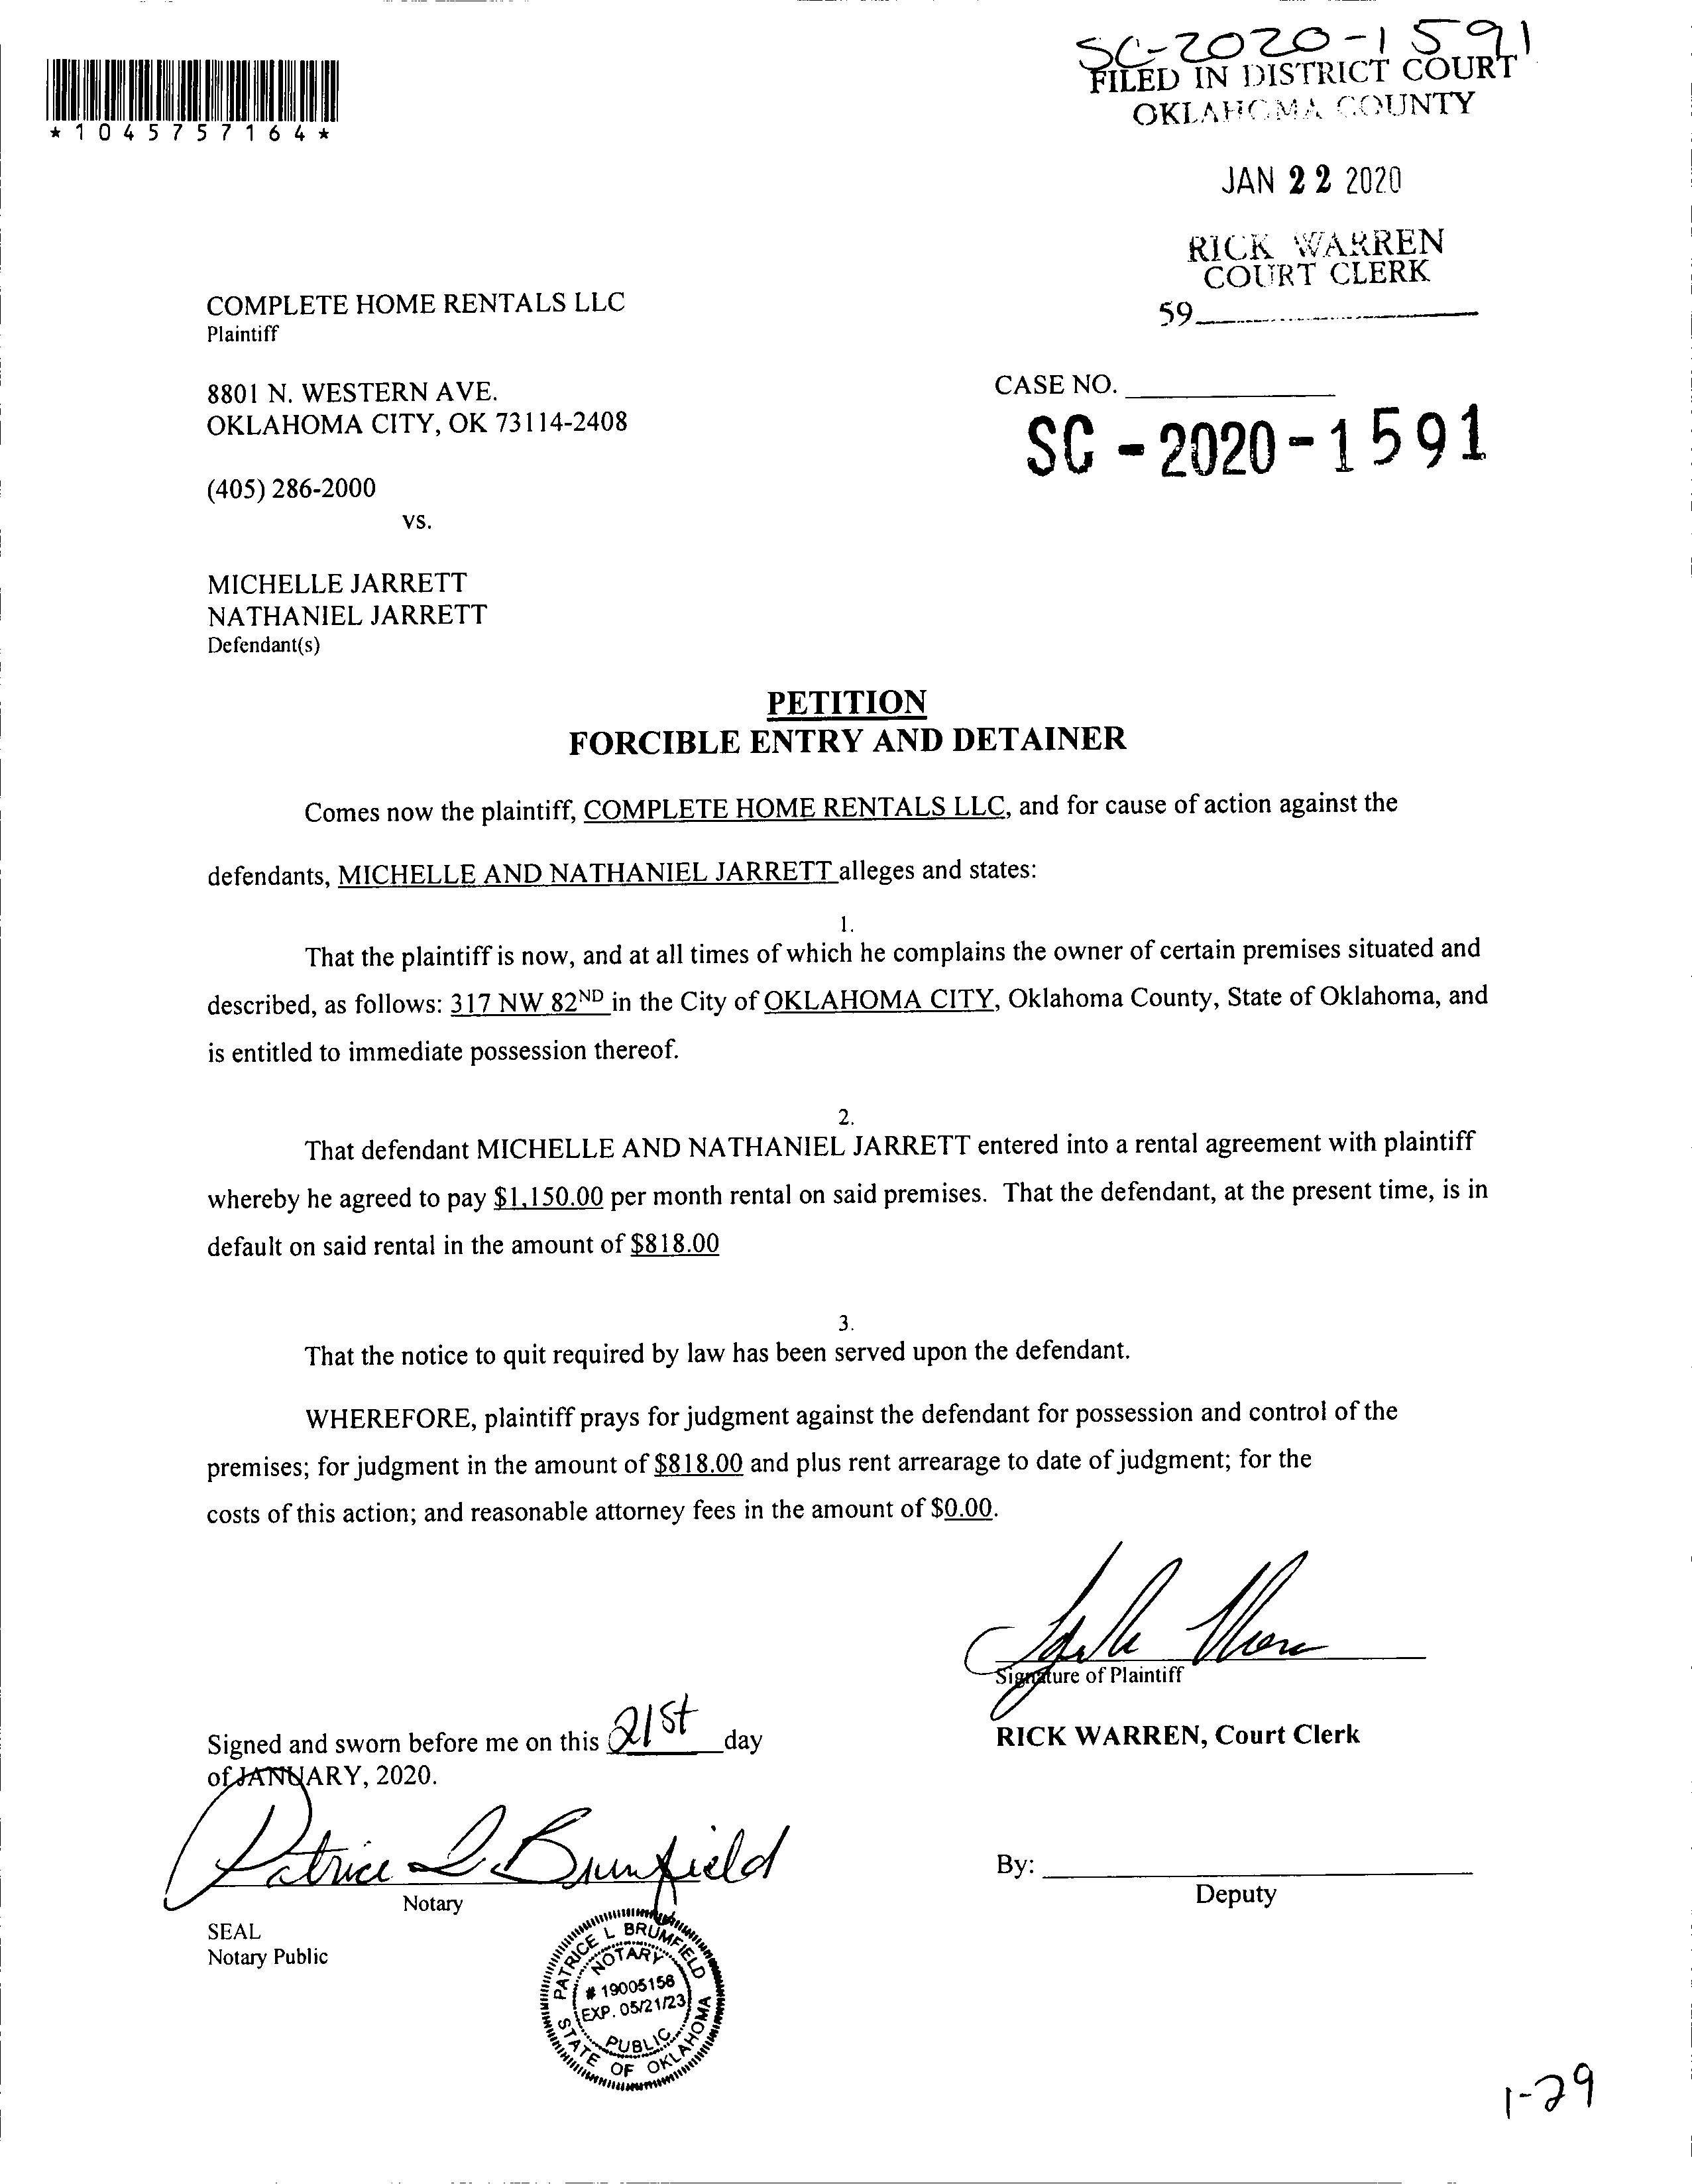 SC-2020-1591
FILED IN DISTRICT COURT
OKLAHOMA COUNTY
*1045757164*
JAN 22 2020
RICK WARREN
COURT CLERK
59
COMPLETE HOME RENTALS LLC
Plaintiff
8801 N. WESTERN AVE.
OKLAHOMA CITY, OK 73114-2408
CASE NO.
SC-2020-1591
(405) 286-2000
vs.
MICHELLE JARRETT
NATHANIEL JARRETT
Defendant(s)
PETITION
FORCIBLE ENTRY AND DETAINER
Comes now the plaintiff, COMPLETE HOME RENTALS LLC, and for cause of action against the
defendants, MICHELLE AND NATHANIEL JARRETT alleges and states:
1.
That the plaintiff is now, and at all times of which he complains the owner of certain premises situated and
described, as follows: 317 NW 82ND in the City of OKLAHOMA CITY, Oklahoma County, State of Oklahoma, and
is entitled to immediate possession thereof.
2.
That defendant MICHELLE AND NATHANIEL JARRETT entered into a rental agreement with plaintiff
whereby he agreed to pay $1,150.00 per month rental on said premises. That the defendant, at the present time, is in
default on said rental in the amount of $818.00
3.
That the notice to quit required by law has been served upon the defendant.
WHEREFORE, plaintiff prays for judgment against the defendant for possession and control of the
premises; for judgment in the amount of $818.00 and plus rent arrearage to date of judgment; for the
costs of this action; and reasonable attorney fees in the amount of $0.00.
Signature of Plaintiff
Signed and sworn before me on this 21st day
of JANUARY, 2020.
RICK WARREN, Court Clerk
Patrice L Brumfield
Notary
By:
Deputy
SEAL
Notary Public
PATRICE L BRUMFIELD
NOTARY
# 19005158
EXP. 05/21/23
PUBLIC
STATE OF OKLAHOMA
1-29